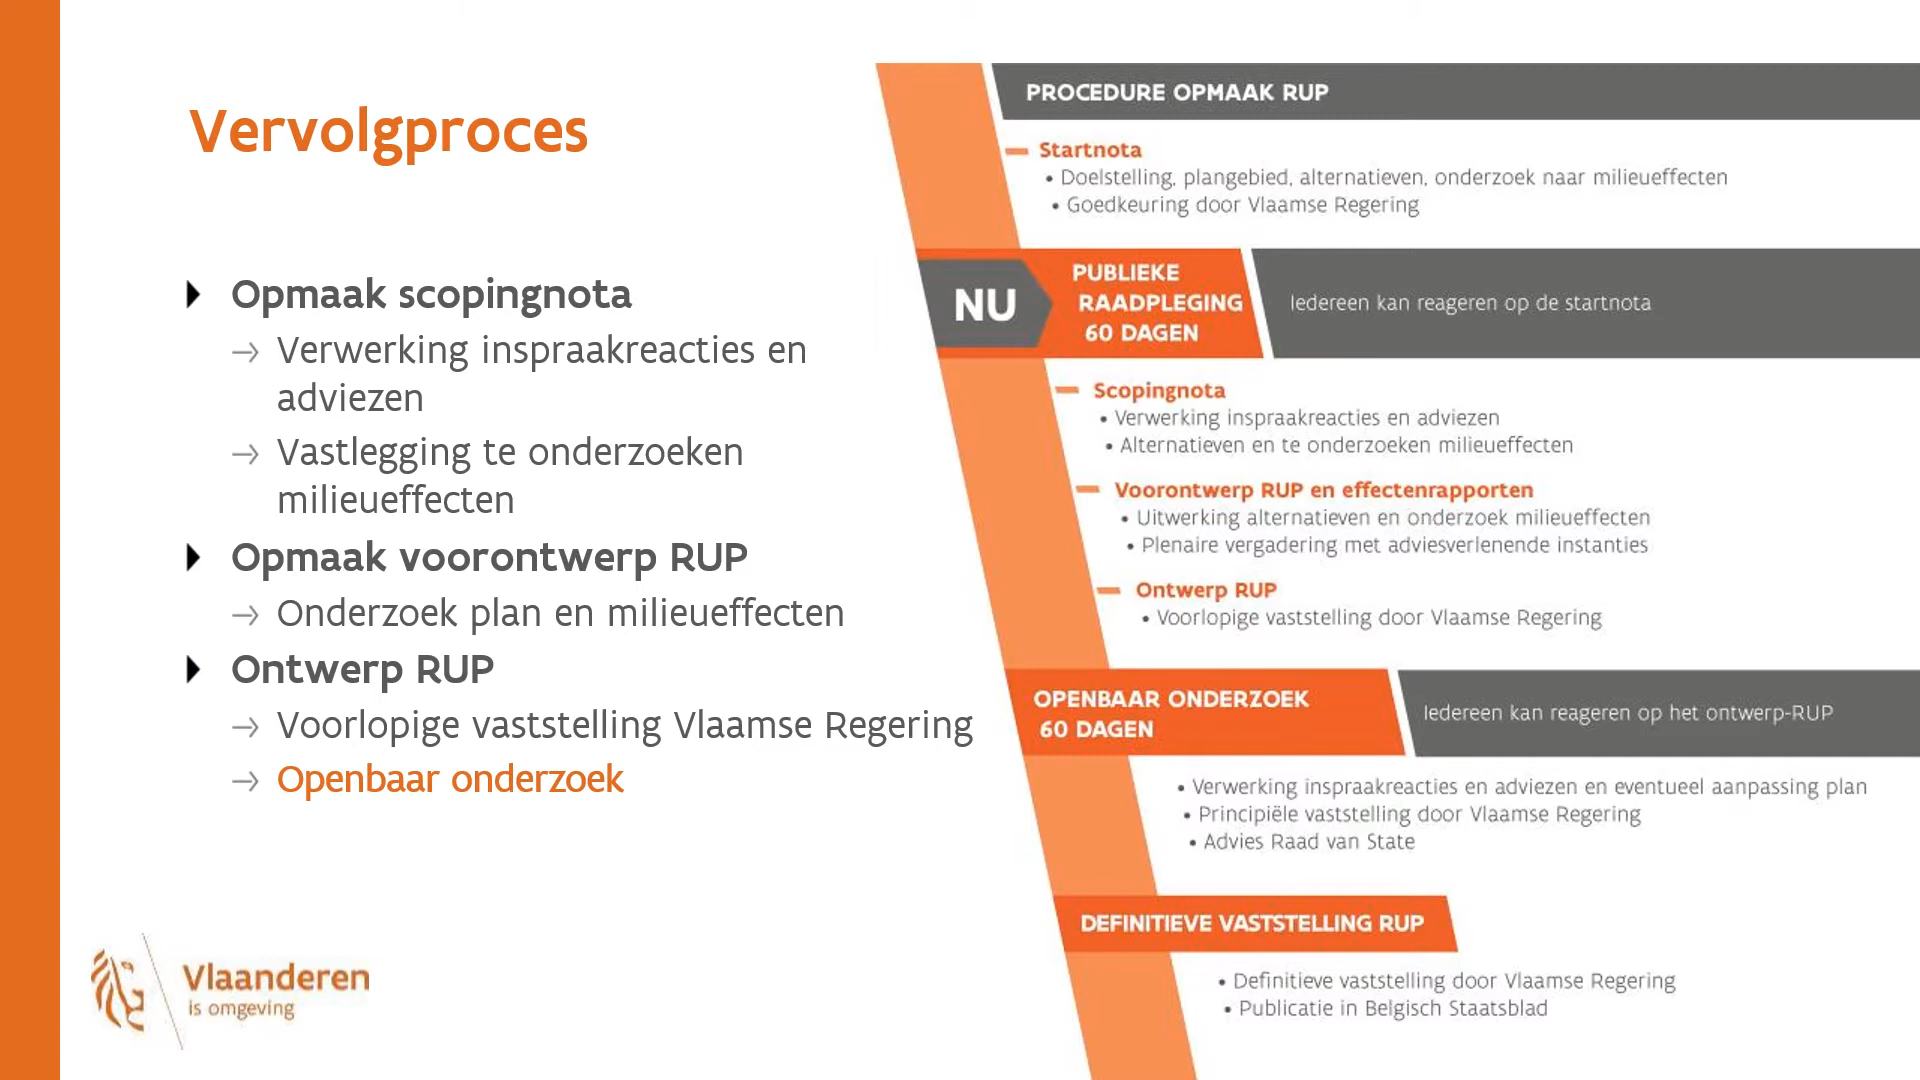 Vervolgproces
Opmaak scopingnota
Verwerking inspraakreacties en
adviezen
Vastlegging te onderzoeken
milieueffecten
Opmaak voorontwerp RUP
Onderzoek plan en milieueffecten
Ontwerp RUP
Voorlopige vaststelling Vlaamse Regering
Openbaar onderzoek
Vlaanderen
is omgeving
PROCEDURE OPMAAK RUP
Startnota
• Doelstelling, plangebied, alternatieven, onderzoek naar milieueffecten
• Goedkeuring door Vlaamse Regering
NU
PUBLIEKE
RAADPLEGING
60 DAGEN
Iedereen kan reageren op de startnota
Scopingnota
• Verwerking inspraakreacties en adviezen
• Alternatieven en te onderzoeken milieueffecten
Voorontwerp RUP en effectenrapporten
• Uitwerking alternatieven en onderzoek milieueffecten
• Plenaire vergadering met adviesverlenende instanties
Ontwerp RUP
• Voorlopige vaststelling door Vlaamse Regering
OPENBAAR ONDERZOEK
60 DAGEN
Iedereen kan reageren op het ontwerp-RUP
• Verwerking inspraakreacties en adviezen en eventueel aanpassing plan
• Principiële vaststelling door Vlaamse Regering
• Advies Raad van State
DEFINITIEVE VASTSTELLING RUP
• Definitieve vaststelling door Vlaamse Regering
• Publicatie in Belgisch Staatsblad